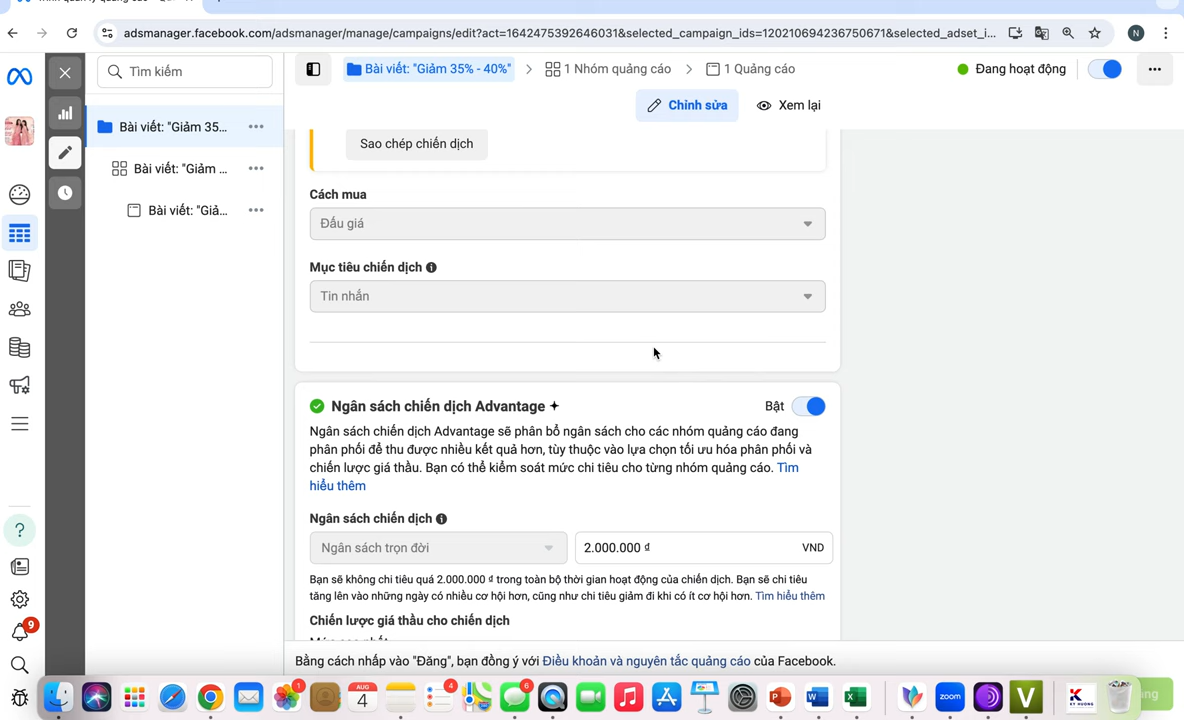 adsmanager.facebook.com/adsmanager/manage/campaigns/edit?act=1642475392646031&selected_campaign_ids=120210694236750671&selected_adset_i...
N
Tìm kiếm
Bài viết: "Giảm 35% - 40%"
1 Nhóm quảng cáo
1 Quảng cáo
Đang hoạt động
Chỉnh sửa
Xem lại
Bài viết: "Giảm 35...
Bài viết: "Giảm ...
Bài viết: "Giả...
Sao chép chiến dịch
Cách mua
Đấu giá
Mục tiêu chiến dịch
Tin nhắn
Ngân sách chiến dịch Advantage
Bật
Ngân sách chiến dịch Advantage sẽ phân bổ ngân sách cho các nhóm quảng cáo đang
phân phối để thu được nhiều kết quả hơn, tùy thuộc vào lựa chọn tối ưu hóa phân phối và
chiến lược giá thầu. Bạn có thể kiểm soát mức chi tiêu cho từng nhóm quảng cáo. Tìm
hiểu thêm
Ngân sách chiến dịch
Ngân sách trọn đời
2.000.000 ₫
VND
Bạn sẽ không chi tiêu quá 2.000.000 ₫ trong toàn bộ thời gian hoạt động của chiến dịch. Bạn sẽ chi tiêu
tăng lên vào những ngày có nhiều cơ hội hơn, cũng như chi tiêu giảm đi khi có ít cơ hội hơn. Tìm hiểu thêm
Chiến lược giá thầu cho chiến dịch
9
Bằng cách nhấp vào "Đăng", bạn đồng ý với Điều khoản và nguyên tắc quảng cáo của Facebook.
1
AUG
4
4
6
zoom
V
K